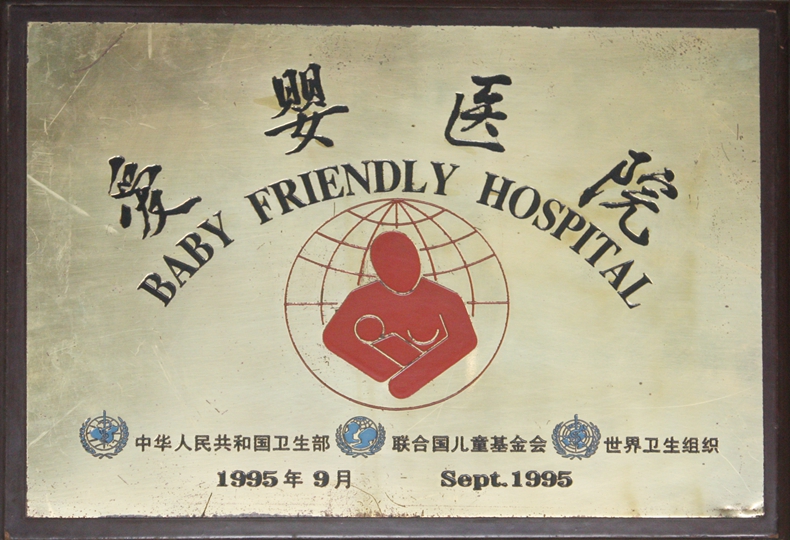 爱婴医院
BABY FRIENDLY HOSPITAL
中华人民共和国卫生部 联合国儿童基金会 世界卫生组织
1995年9月 Sept.1995